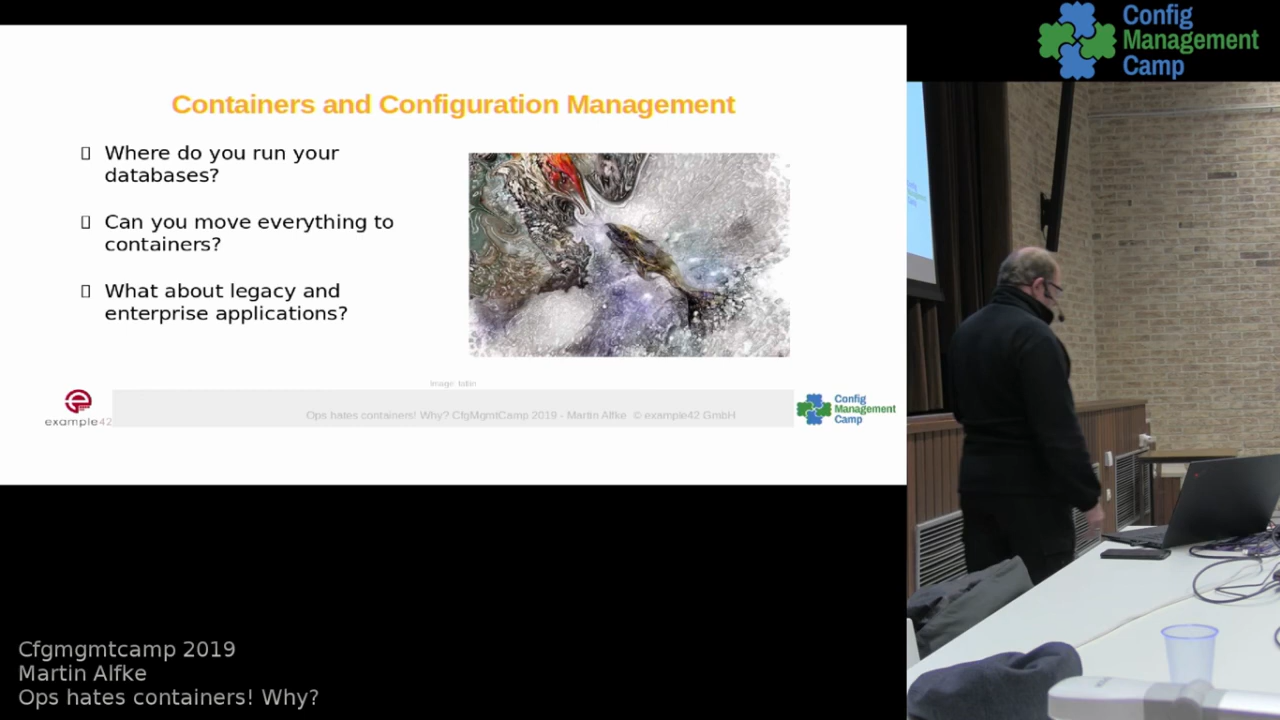 Config
Management
Camp
Containers and Configuration Management
Where do you run your
databases?
Can you move everything to
containers?
What about legacy and
enterprise applications?
example42
Ops hates containers! Why? CfgMgmtCamp 2019 - Martin Alfke © example42 GmbH
Config
Management
Camp
Cfgmgmtcamp 2019
Martin Alfke
Ops hates containers! Why?